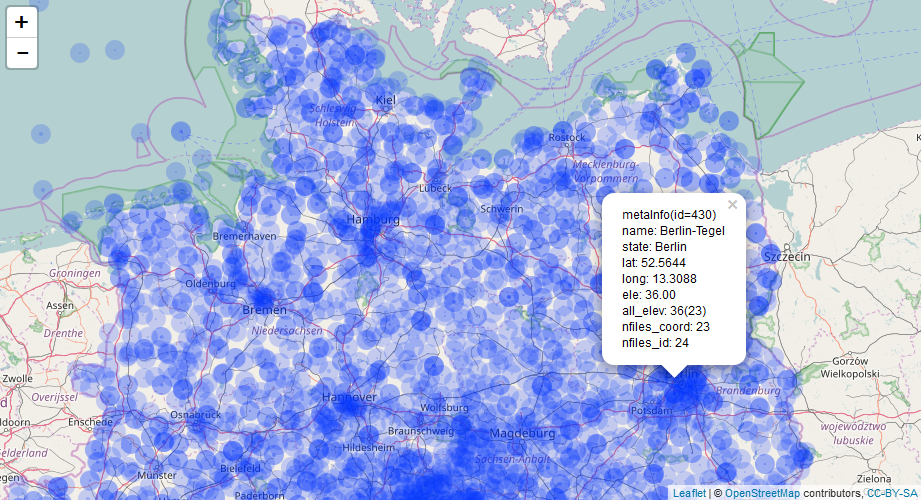 +
−
Kiel
Schleswig-
Holstein
Rostock
Mecklenburg-
Vorpommern
Lübeck
Schwerin
Hamburg
Bremerhaven
Szczecin
Groningen
Oldenburg
Assen
Bremen
Drenthe
Niedersachsen
×
metaInfo(id=430)
name: Berlin-Tegel
state: Berlin
lat: 52.5644
long: 13.3088
ele: 36.00
all_elev: 36(23)
nfiles_coord: 23
nfiles_id: 24
Gorzów
Wielkopolski
Zwolle
Overijssel
Hannover
Wolfsburg
Potsdam
Brandenburg
Enschede
Osnabrück
Braunschweig
Magdeburg
województwo
lubuskie
Hildesheim
Sachsen-Anhalt
Münster
Bielefeld
Paderborn
Zielona
Leaflet | © OpenStreetMap contributors, CC-BY-SA